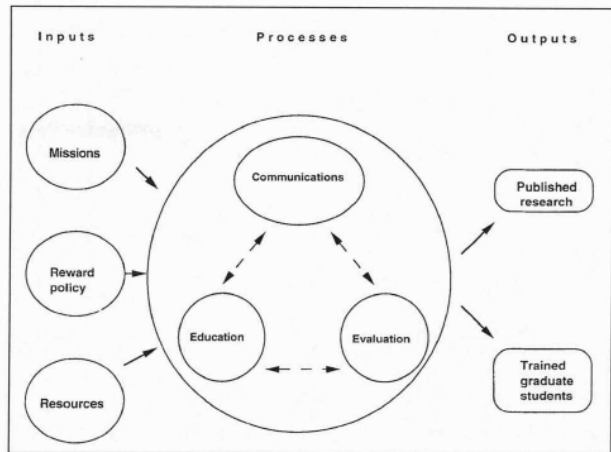 Inputs
Processes
Outputs
Missions
Communications
Published
research
Reward
policy
Education
Evaluation
Resources
Trained
graduate
students